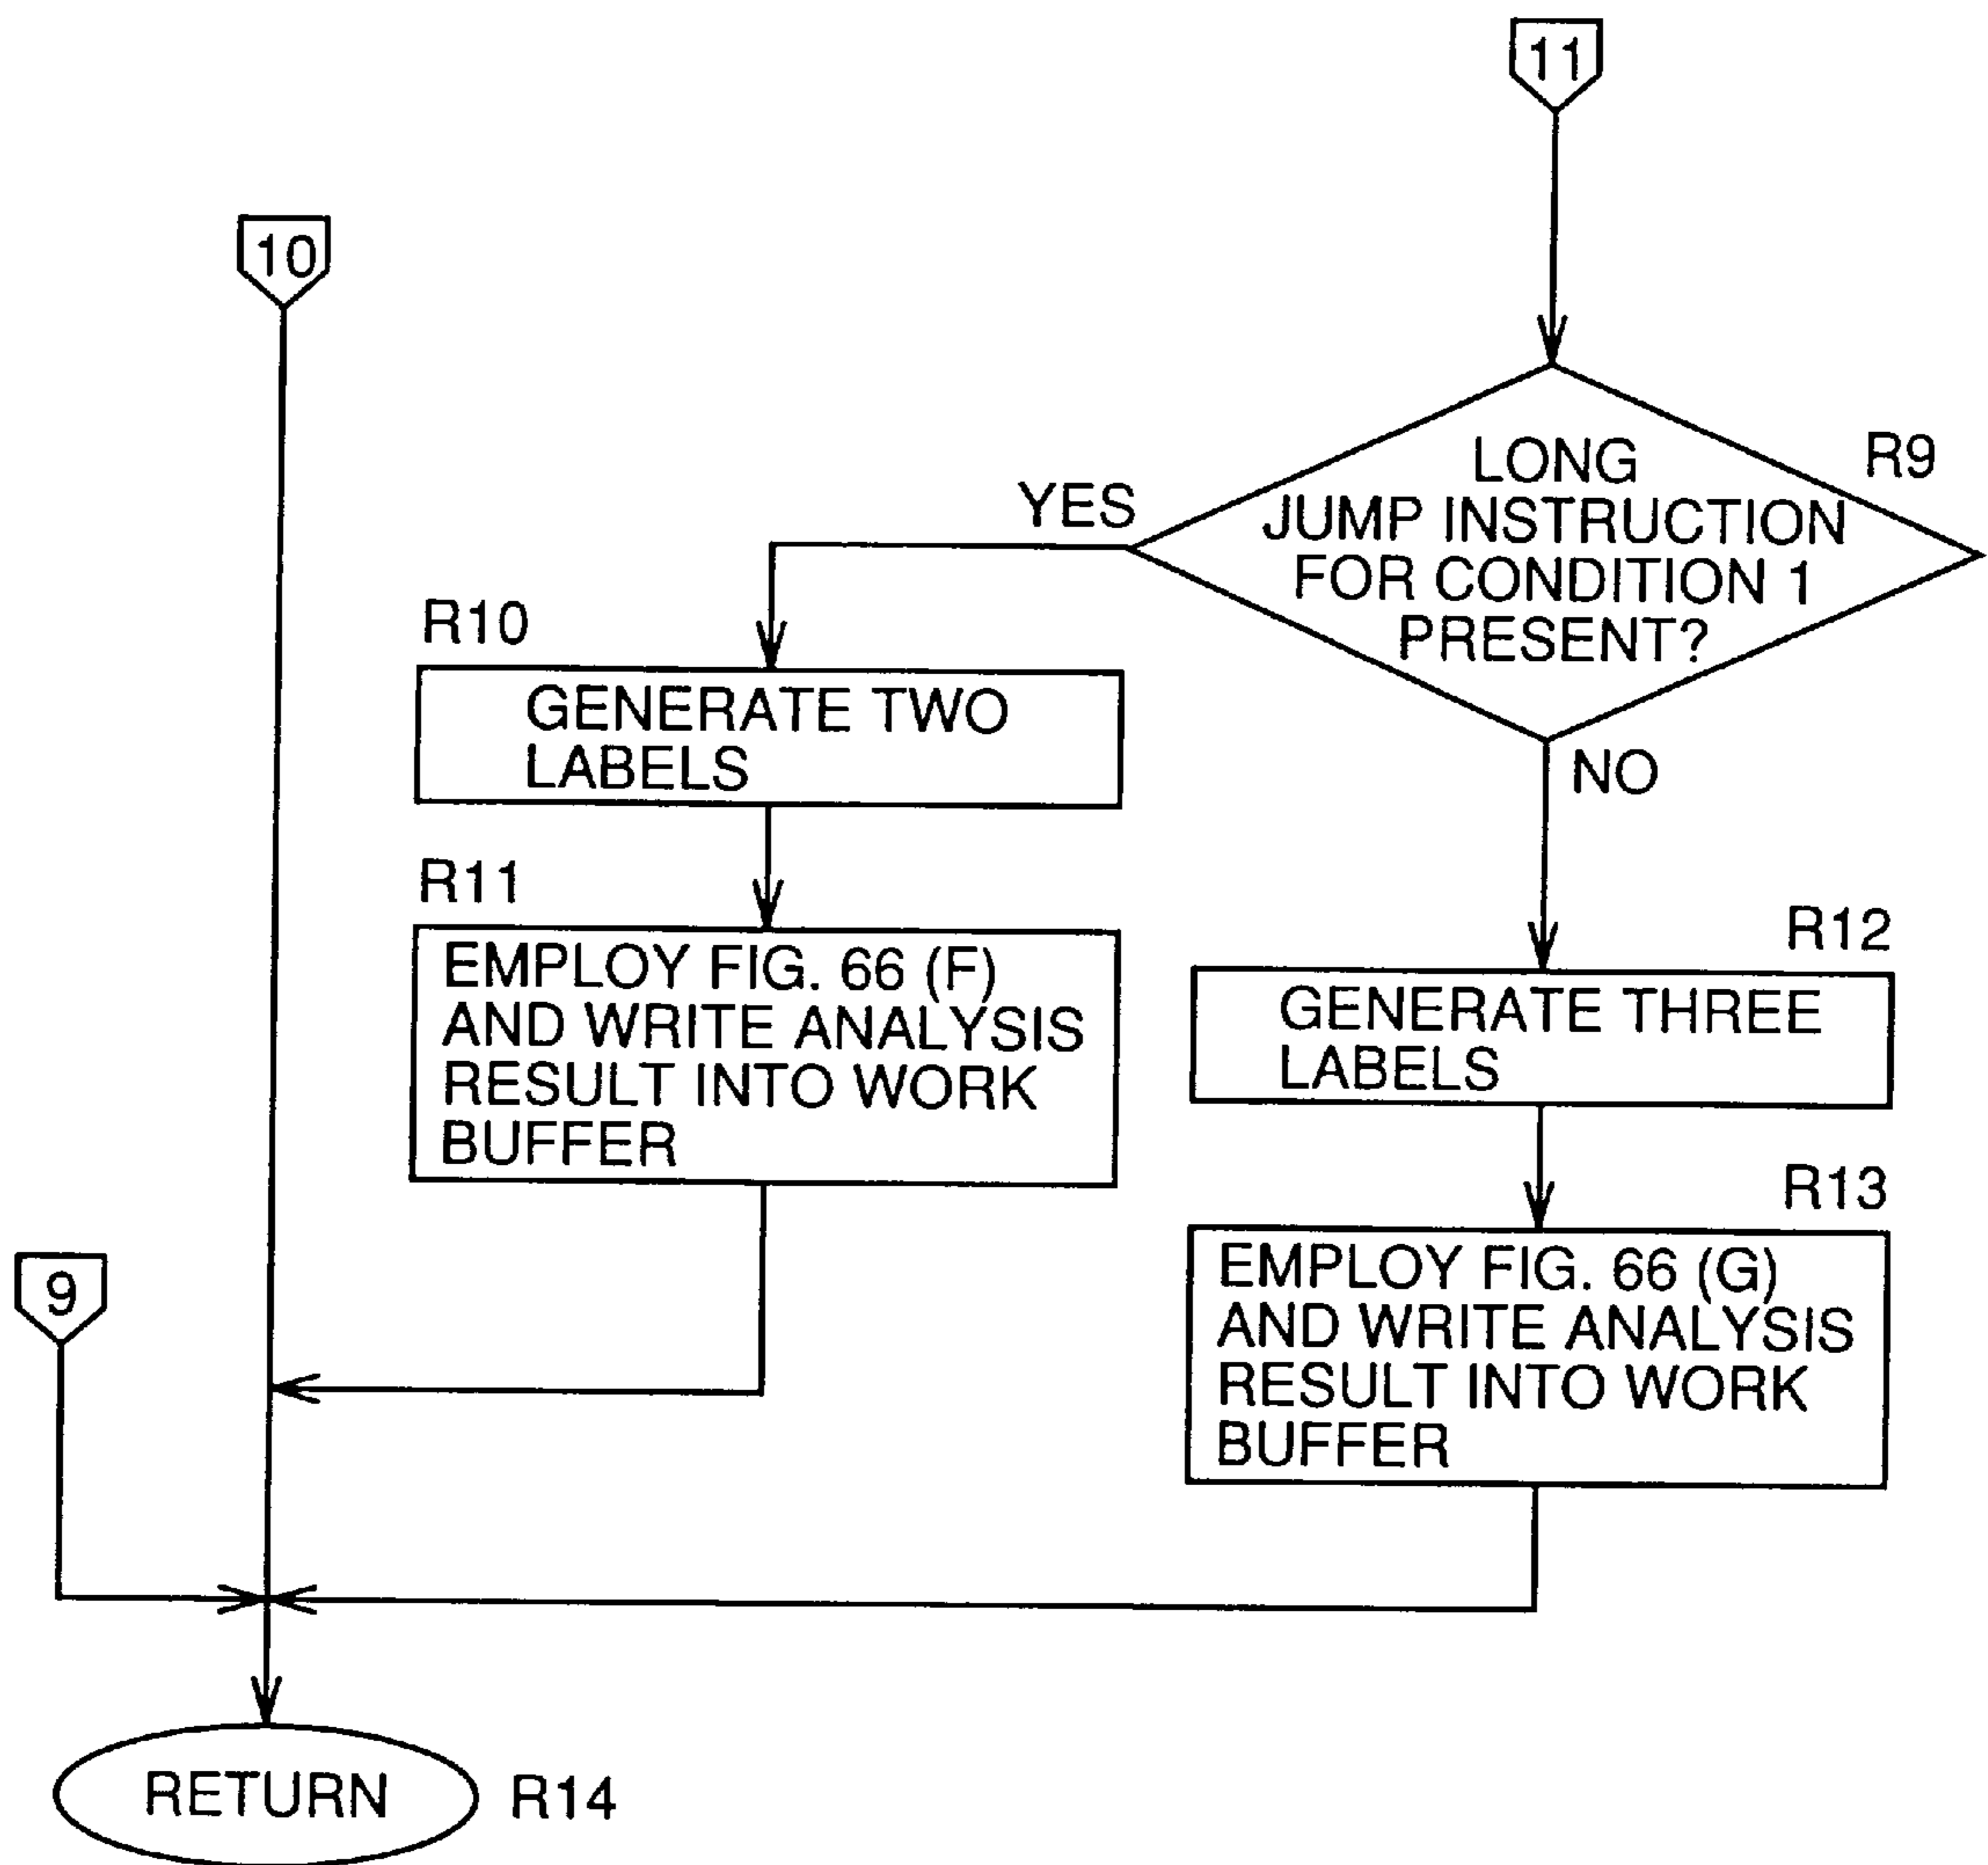 11
10
LONG
JUMP INSTRUCTION
FOR CONDITION 1
PRESENT?
R9
YES
NO
R10
GENERATE TWO
LABELS
R11
EMPLOY FIG. 66 (F)
AND WRITE ANALYSIS
RESULT INTO WORK
BUFFER
R12
GENERATE THREE
LABELS
R13
EMPLOY FIG. 66 (G)
AND WRITE ANALYSIS
RESULT INTO WORK
BUFFER
9
RETURN
R14